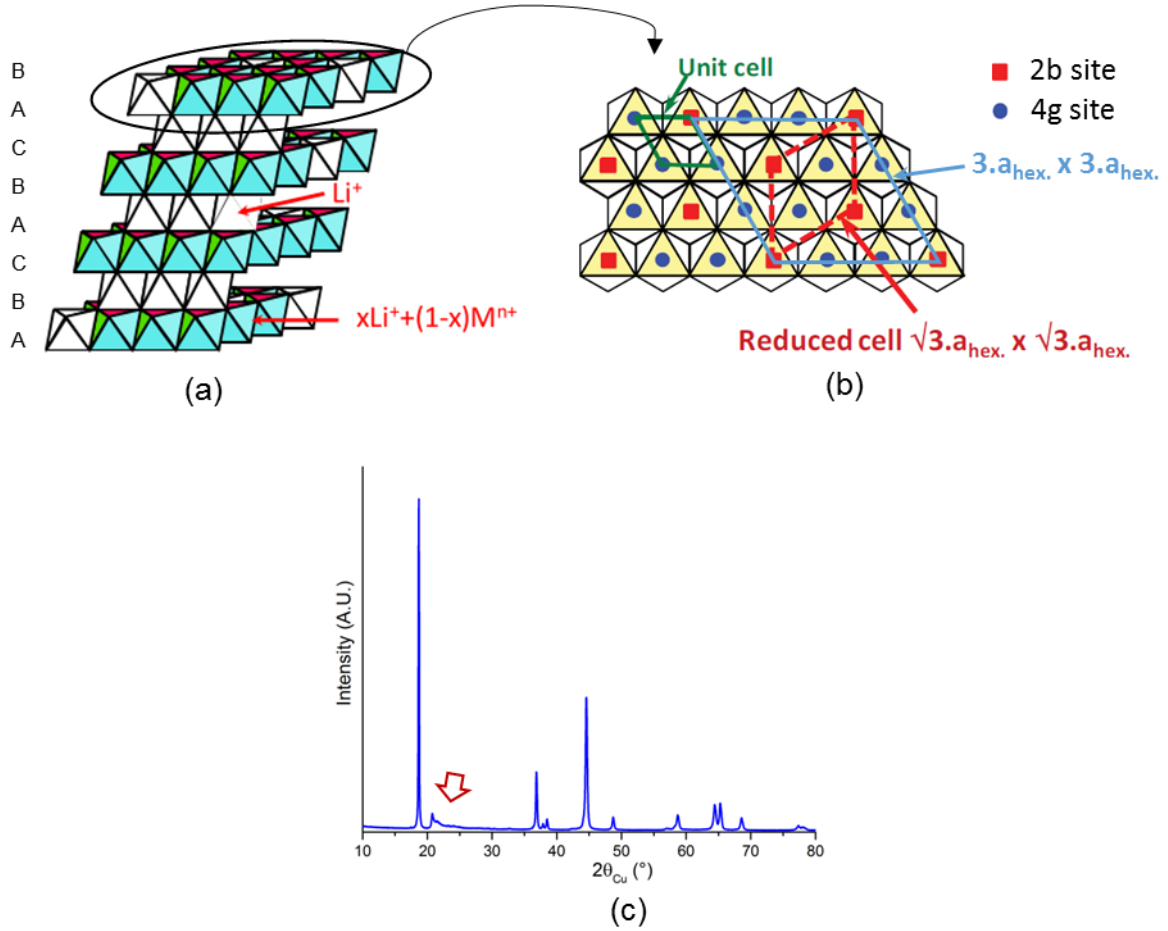 B
A
C
B
A
C
B
A
Li⁺
xLi⁺+(1-x)Mⁿ⁺
(a)
Unit cell
2b site
4g site
3.a_hex. x 3.a_hex.
Reduced cell √3.a_hex. x √3.a_hex.
(b)
Intensity (A.U.)
10 20 30 40 50 60 70 80
2θ_Cu (°)
(c)